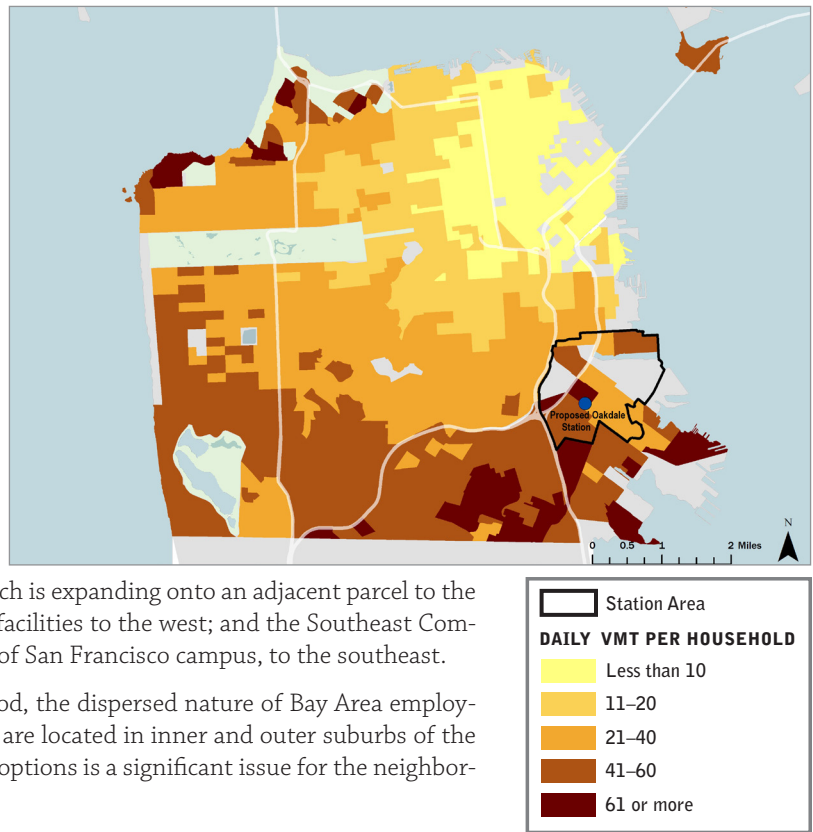 Proposed Oakdale
Station
N
0 0.5 1 2 Miles
ch is expanding onto an adjacent parcel to the
facilities to the west; and the Southeast Com-
of San Francisco campus, to the southeast.
od, the dispersed nature of Bay Area employ-
are located in inner and outer suburbs of the
options is a significant issue for the neighbor-
Station Area
DAILY VMT PER HOUSEHOLD
Less than 10
11–20
21–40
41–60
61 or more